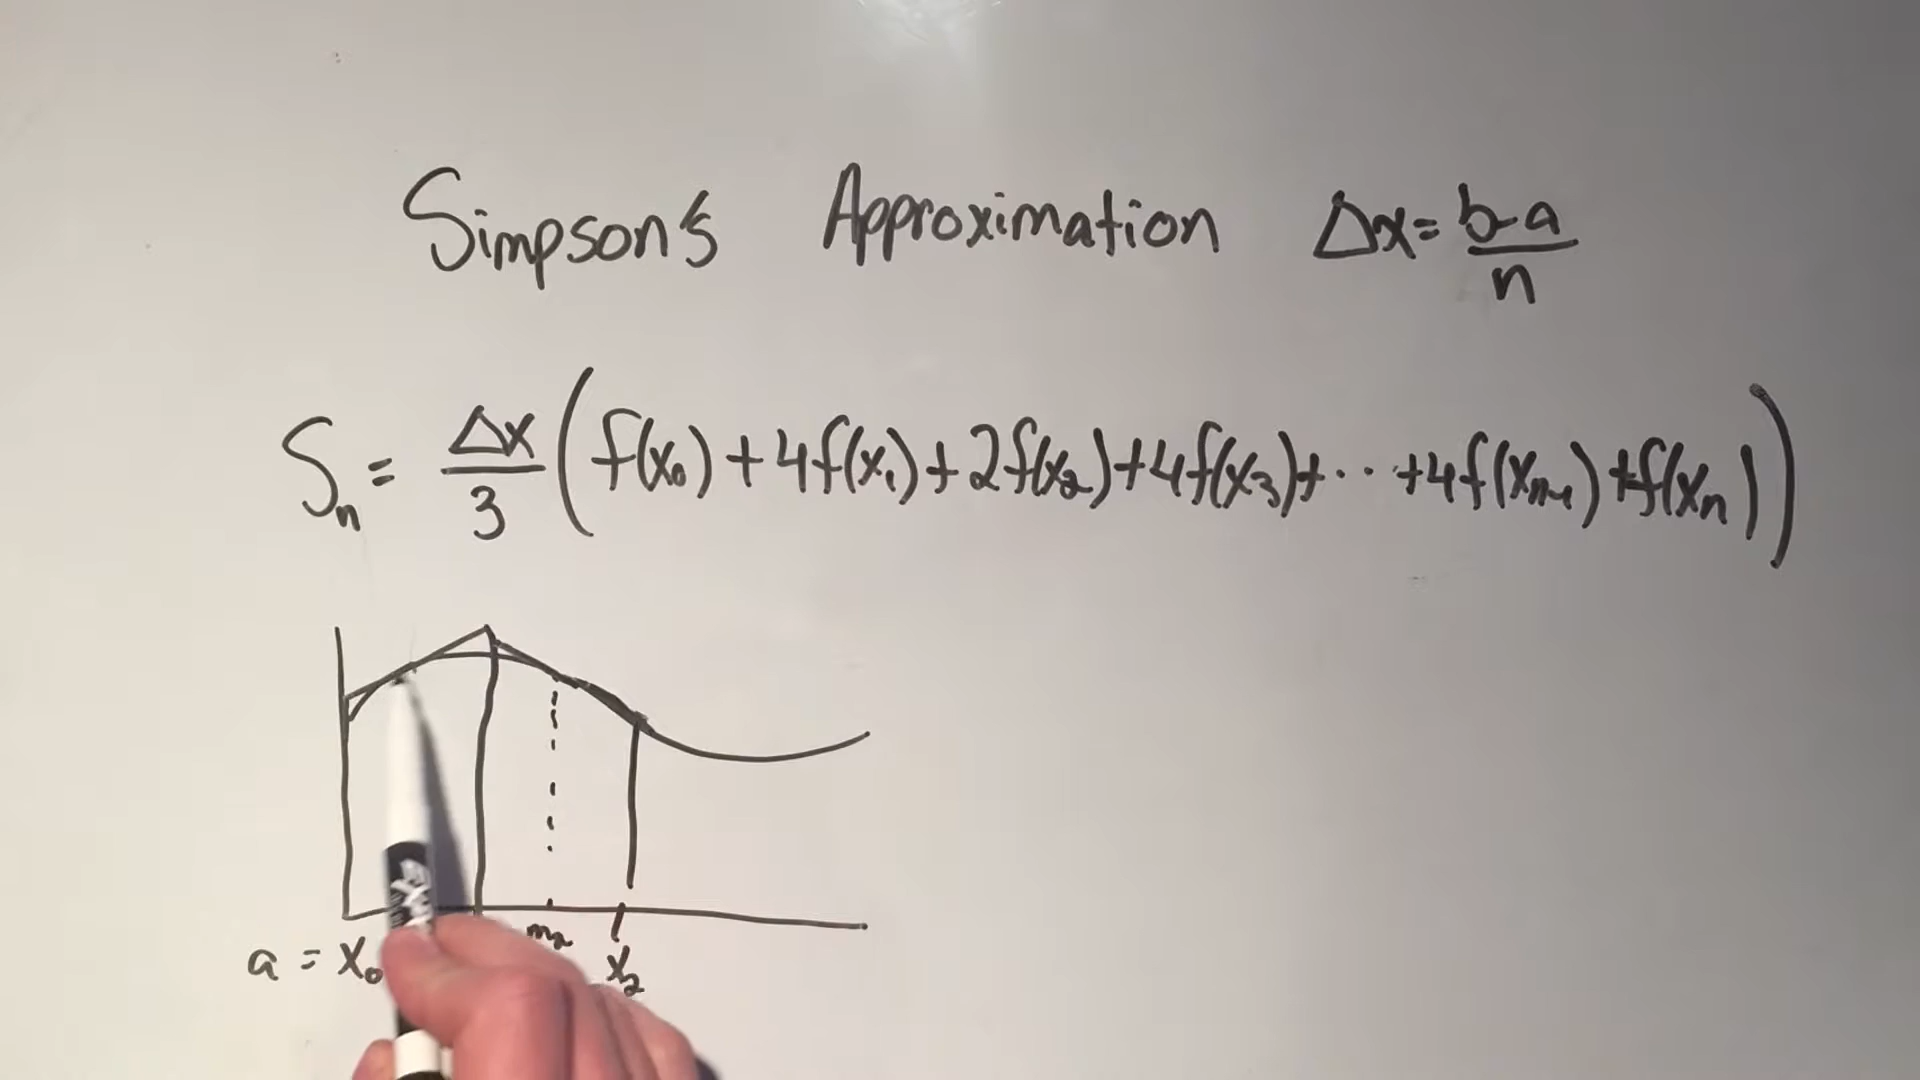 Simpson's Approximation Δx = b-a/n
Sₙ = Δx/3 (f(x₀) + 4f(x₁) + 2f(x₂) + 4f(x₃) + ·· + 4f(xₙ₋₁) + f(xₙ))
a = x₀ m₂ x₂